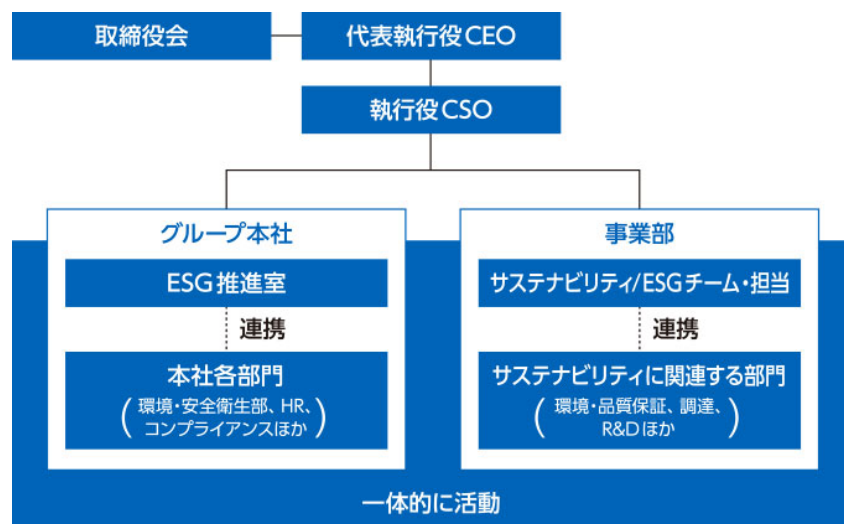 取締役会
代表執行役CEO
執行役CSO
グループ本社
ESG推進室
連携
本社各部門
(環境・安全衛生部、HR、
コンプライアンスほか)
事業部
サステナビリティ/ESGチーム・担当
連携
サステナビリティに関連する部門
(環境・品質保証、調達、
R&Dほか)
一体的に活動